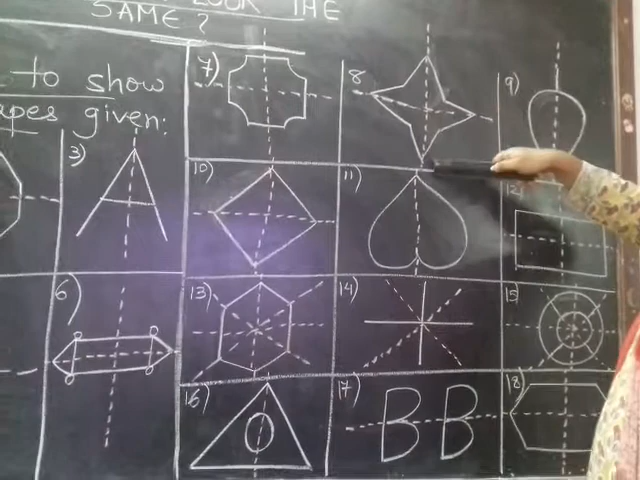 LOOK THE
SAME?
to show
given:
3)
6)
7)
8
9)
10)
11)
12)
13)
14)
15
16)
17)
18
A
B B